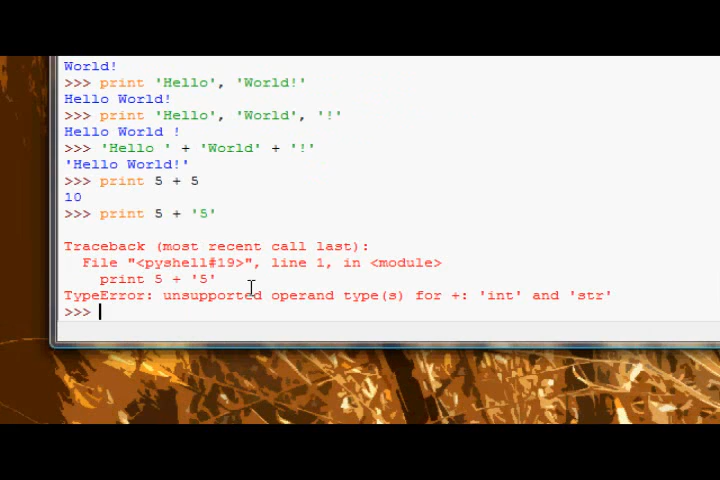 World!
>>> print 'Hello', 'World!'
Hello World!
>>> print 'Hello', 'World', '!'
Hello World !
>>> 'Hello ' + 'World' + '!'
'Hello World!'
>>> print 5 + 5
10
>>> print 5 + '5'
Traceback (most recent call last):
File "<pyshell#19>", line 1, in <module>
print 5 + '5'
TypeError: unsupported operand type(s) for +: 'int' and 'str'
>>>